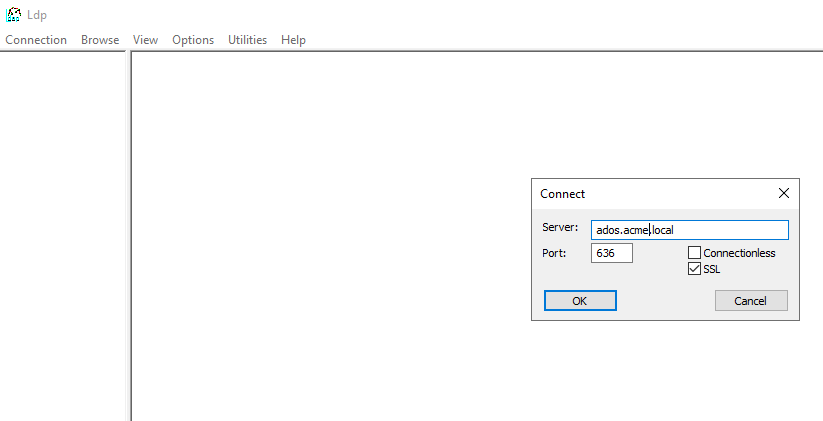 Ldp
Connection Browse View Options Utilities Help
Connect
Server: ados.acme.local
Port: 636 Connectionless
SSL
OK Cancel